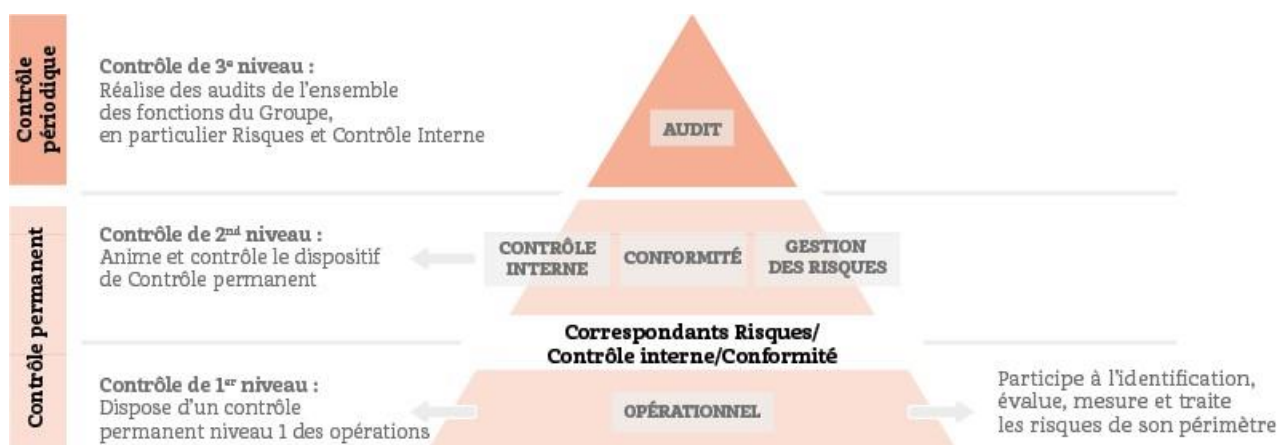 Contrôle
périodique
Contrôle de 3e niveau :
Réalise des audits de l'ensemble
des fonctions du Groupe,
en particulier Risques et Contrôle Interne
AUDIT
Contrôle permanent
Contrôle de 2nd niveau :
Anime et contrôle le dispositif
de Contrôle permanent
CONTRÔLE
INTERNE
CONFORMITÉ
GESTION
DES RISQUES
Correspondants Risques/
Contrôle interne/Conformité
Contrôle de 1er niveau :
Dispose d'un contrôle
permanent niveau 1 des opérations
OPÉRATIONNEL
Participe à l'identification,
évalue, mesure et traite
les risques de son périmètre